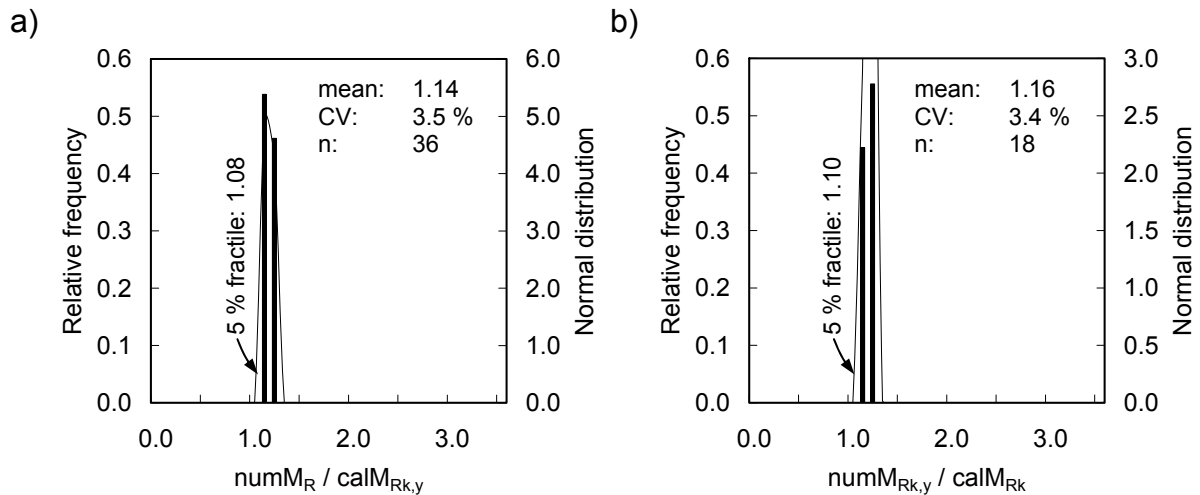 a)
Relative frequency
0.6
0.5
0.4
0.3
0.2
0.1
0.0
mean: 1.14
CV: 3.5 %
n: 36
5 % fractile: 1.08
6.0
5.0
4.0
3.0
2.0
1.0
0.0
Normal distribution
0.0 1.0 2.0 3.0
numM_R / calM_Rk,y
b)
Relative frequency
0.6
0.5
0.4
0.3
0.2
0.1
0.0
mean: 1.16
CV: 3.4 %
n: 18
5 % fractile: 1.10
3.0
2.5
2.0
1.5
1.0
0.5
0.0
Normal distribution
0.0 1.0 2.0 3.0
numM_Rk,y / calM_Rk